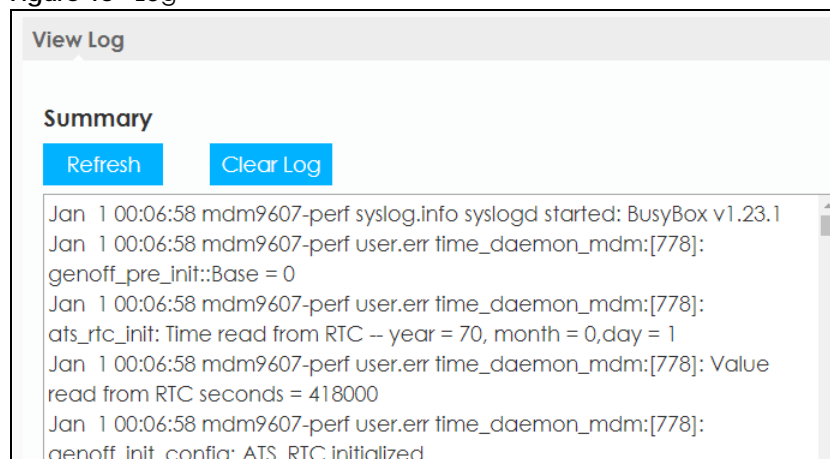 View Log
Summary
Refresh Clear Log
Jan 1 00:06:58 mdm9607-perf syslog.info syslogd started: BusyBox v1.23.1
Jan 1 00:06:58 mdm9607-perf user.err time_daemon_mdm:[778]:
genoff_pre_init::Base = 0
Jan 1 00:06:58 mdm9607-perf user.err time_daemon_mdm:[778]:
ats_rtc_init: Time read from RTC -- year = 70, month = 0,day = 1
Jan 1 00:06:58 mdm9607-perf user.err time_daemon_mdm:[778]: Value
read from RTC seconds = 418000
Jan 1 00:06:58 mdm9607-perf user.err time_daemon_mdm:[778]:
genoff_init_config: ATS_RTC initialized